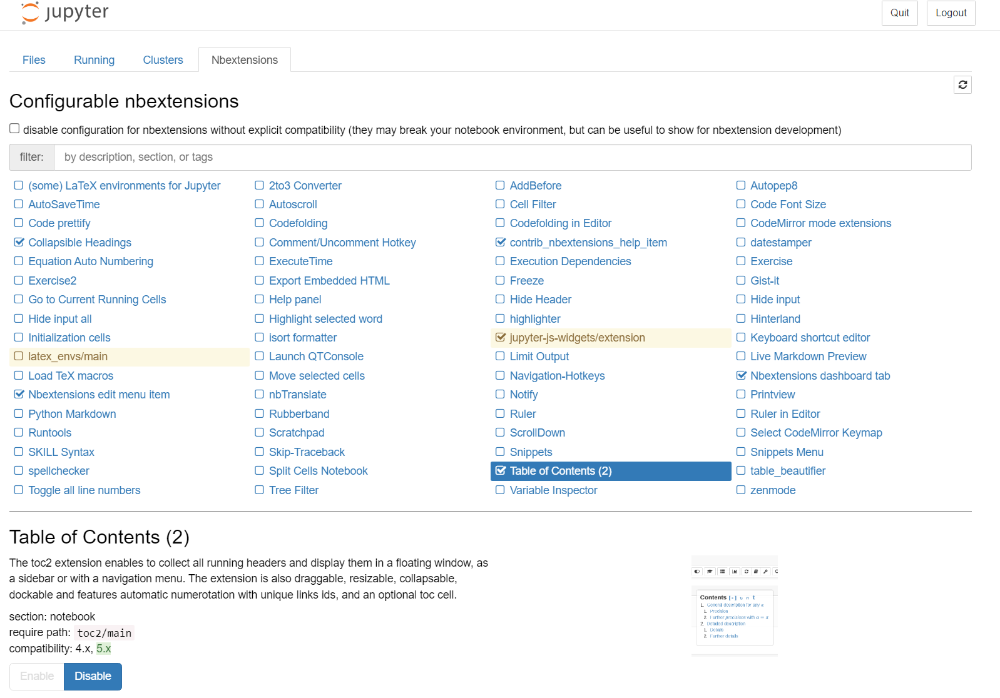 jupyter
Quit Logout
Files Running Clusters Nbextensions
Configurable nbextensions
disable configuration for nbextensions without explicit compatibility (they may break your notebook environment, but can be useful to show for nbextension development)
filter: by description, section, or tags
(some) LaTeX environments for Jupyter 2to3 Converter AddBefore Autopep8
AutoSaveTime Autoscroll Cell Filter Code Font Size
Code prettify Codefolding Codefolding in Editor CodeMirror mode extensions
Collapsible Headings Comment/Uncomment Hotkey contrib_nbextensions_help_item datestamper
Equation Auto Numbering ExecuteTime Execution Dependencies Exercise
Exercise2 Export Embedded HTML Freeze Gist-it
Go to Current Running Cells Help panel Hide Header Hide input
Hide input all Highlight selected word highlighter Hinterland
Initialization cells isort formatter jupyter-js-widgets/extension Keyboard shortcut editor
latex_envs/main Launch QTConsole Limit Output Live Markdown Preview
Load TeX macros Move selected cells Navigation-Hotkeys Nbextensions dashboard tab
Nbextensions edit menu item nbTranslate Notify Printview
Python Markdown Rubberband Ruler Ruler in Editor
Runtools Scratchpad ScrollDown Select CodeMirror Keymap
SKILL Syntax Skip-Traceback Snippets Snippets Menu
spellchecker Split Cells Notebook Table of Contents (2) table_beautifier
Toggle all line numbers Tree Filter Variable Inspector zenmode
Table of Contents (2)
The toc2 extension enables to collect all running headers and display them in a floating window, as
a sidebar or with a navigation menu. The extension is also draggable, resizable, collapsable,
dockable and features automatic numerotation with unique links ids, and an optional toc cell.
section: notebook
require path: toc2/main
compatibility: 4.x, 5.x
Enable Disable
Contents [-] n t
1. General description for any
1. Precision
2. Further precisions with
2. Detailed description
1. Details
2. Further details